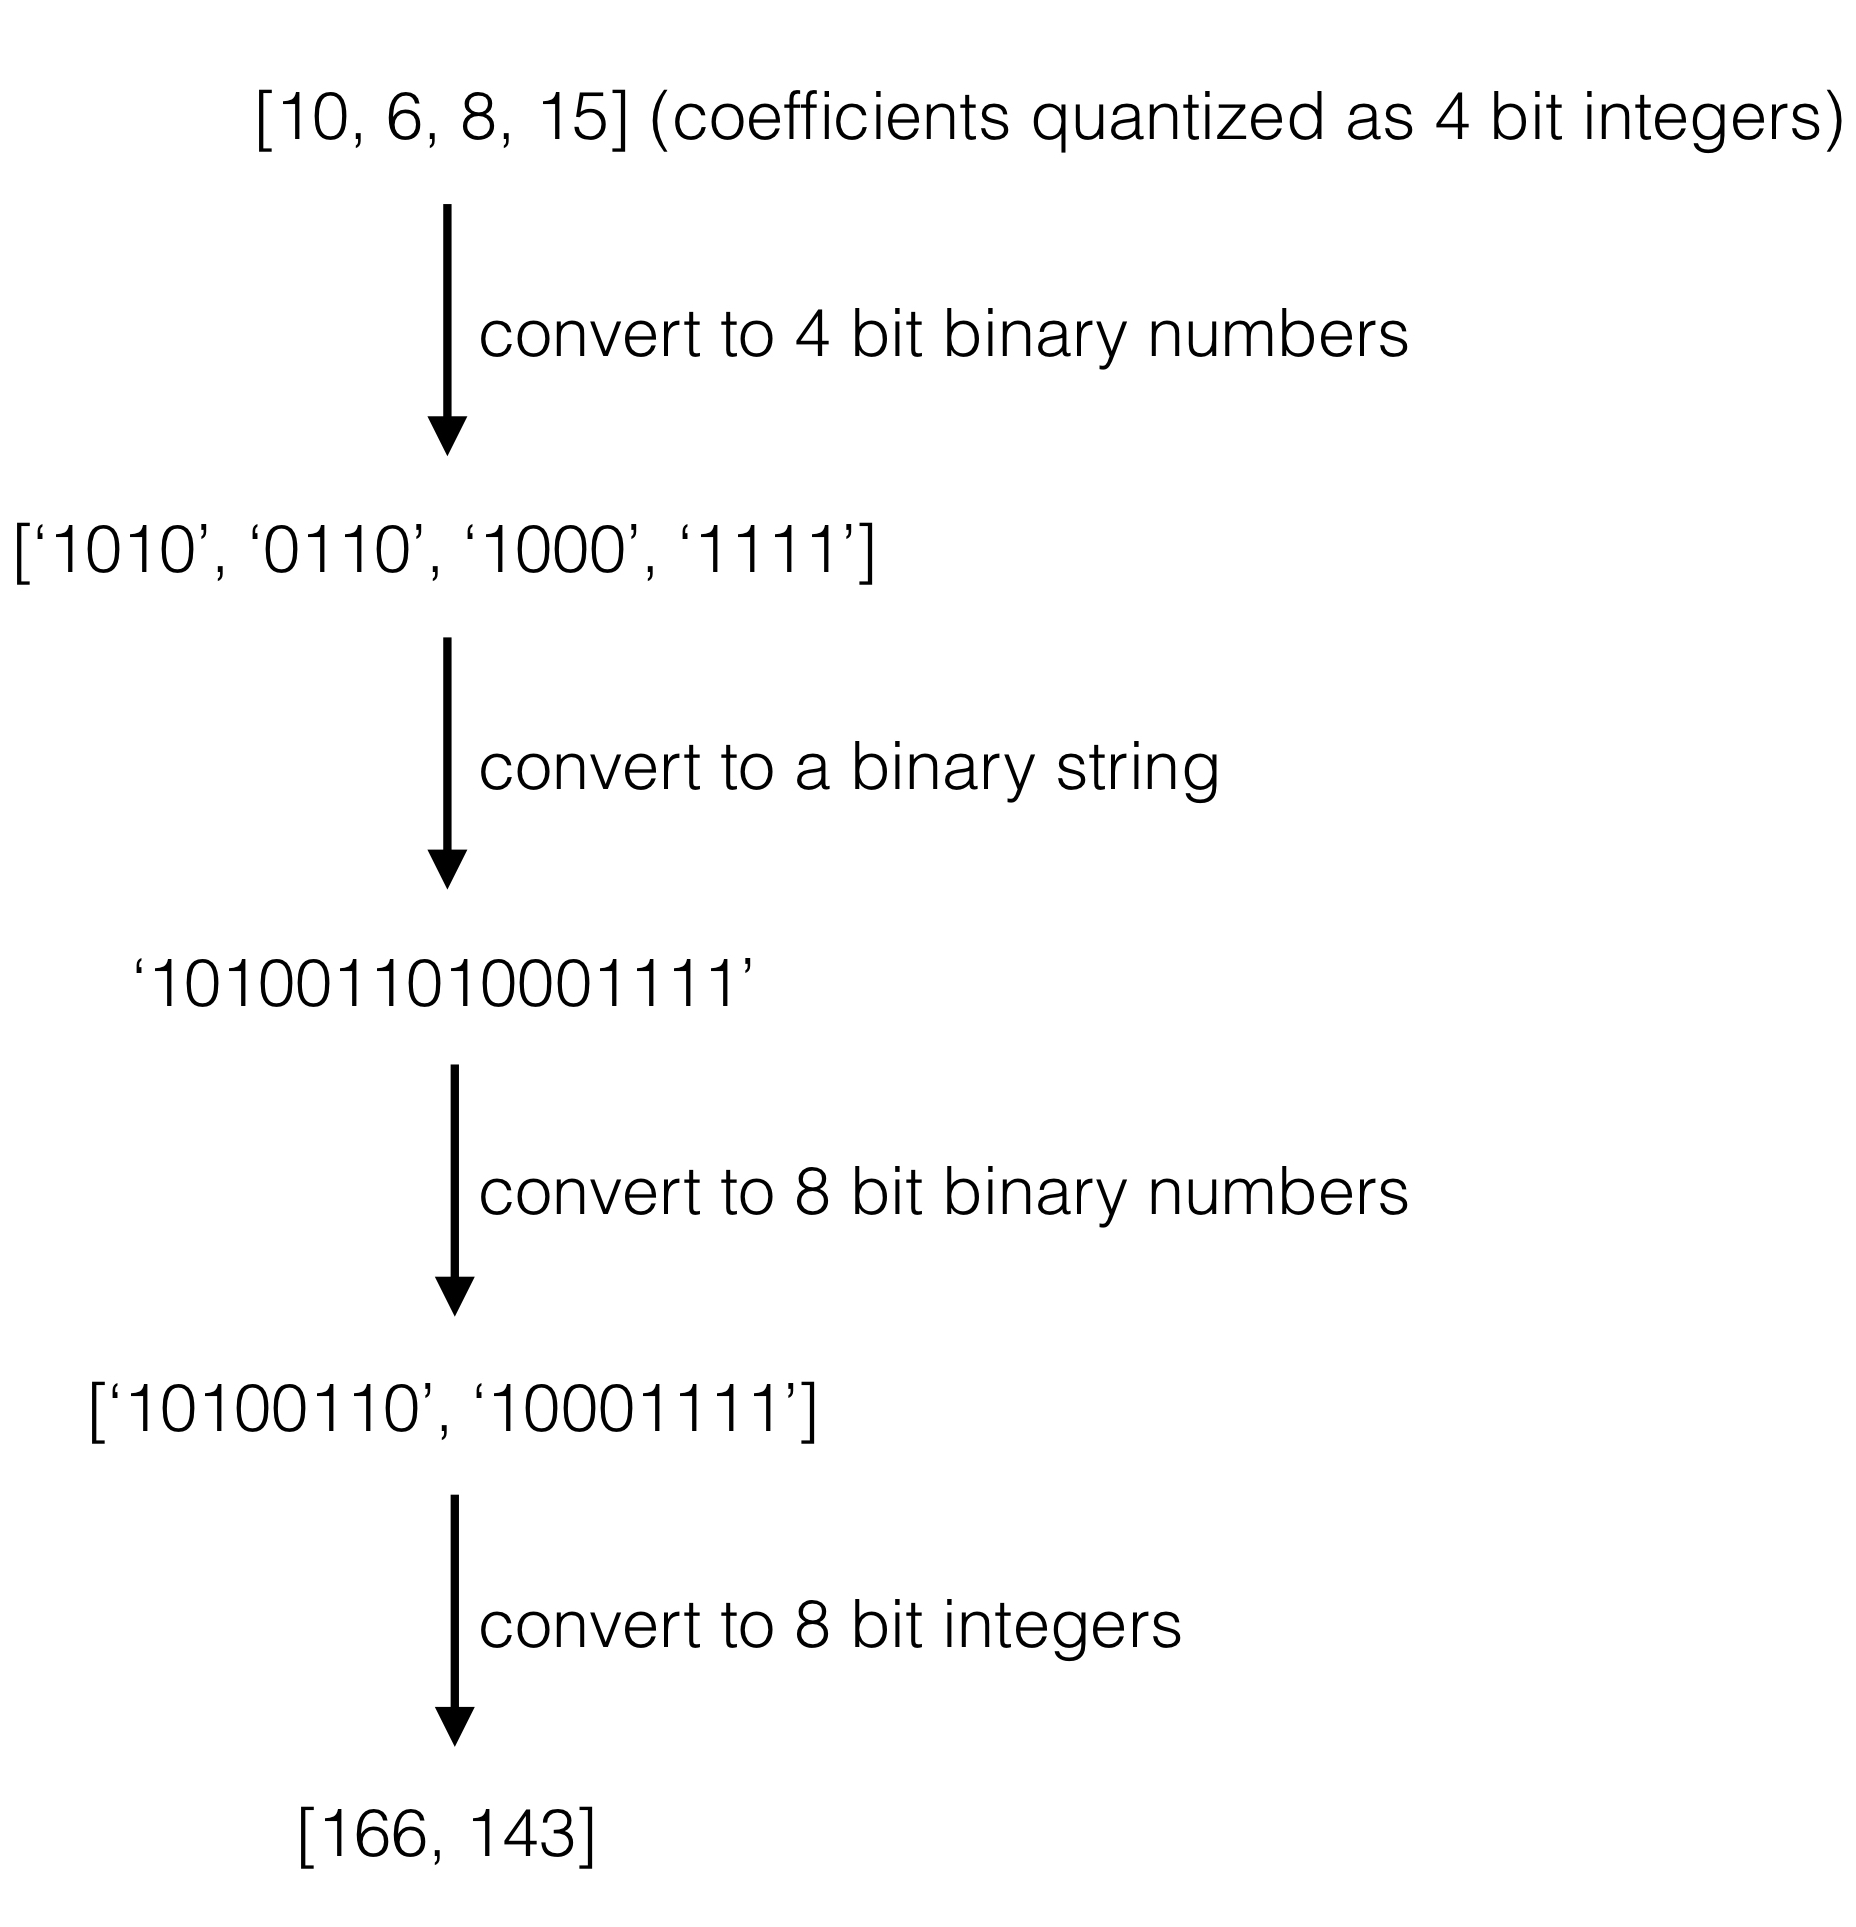 [10, 6, 8, 15] (coefficients quantized as 4 bit integers)
convert to 4 bit binary numbers
[‘1010’, ‘0110’, ‘1000’, ‘1111’]
convert to a binary string
‘1010011010001111’
convert to 8 bit binary numbers
[‘10100110’, ‘10001111’]
convert to 8 bit integers
[166, 143]